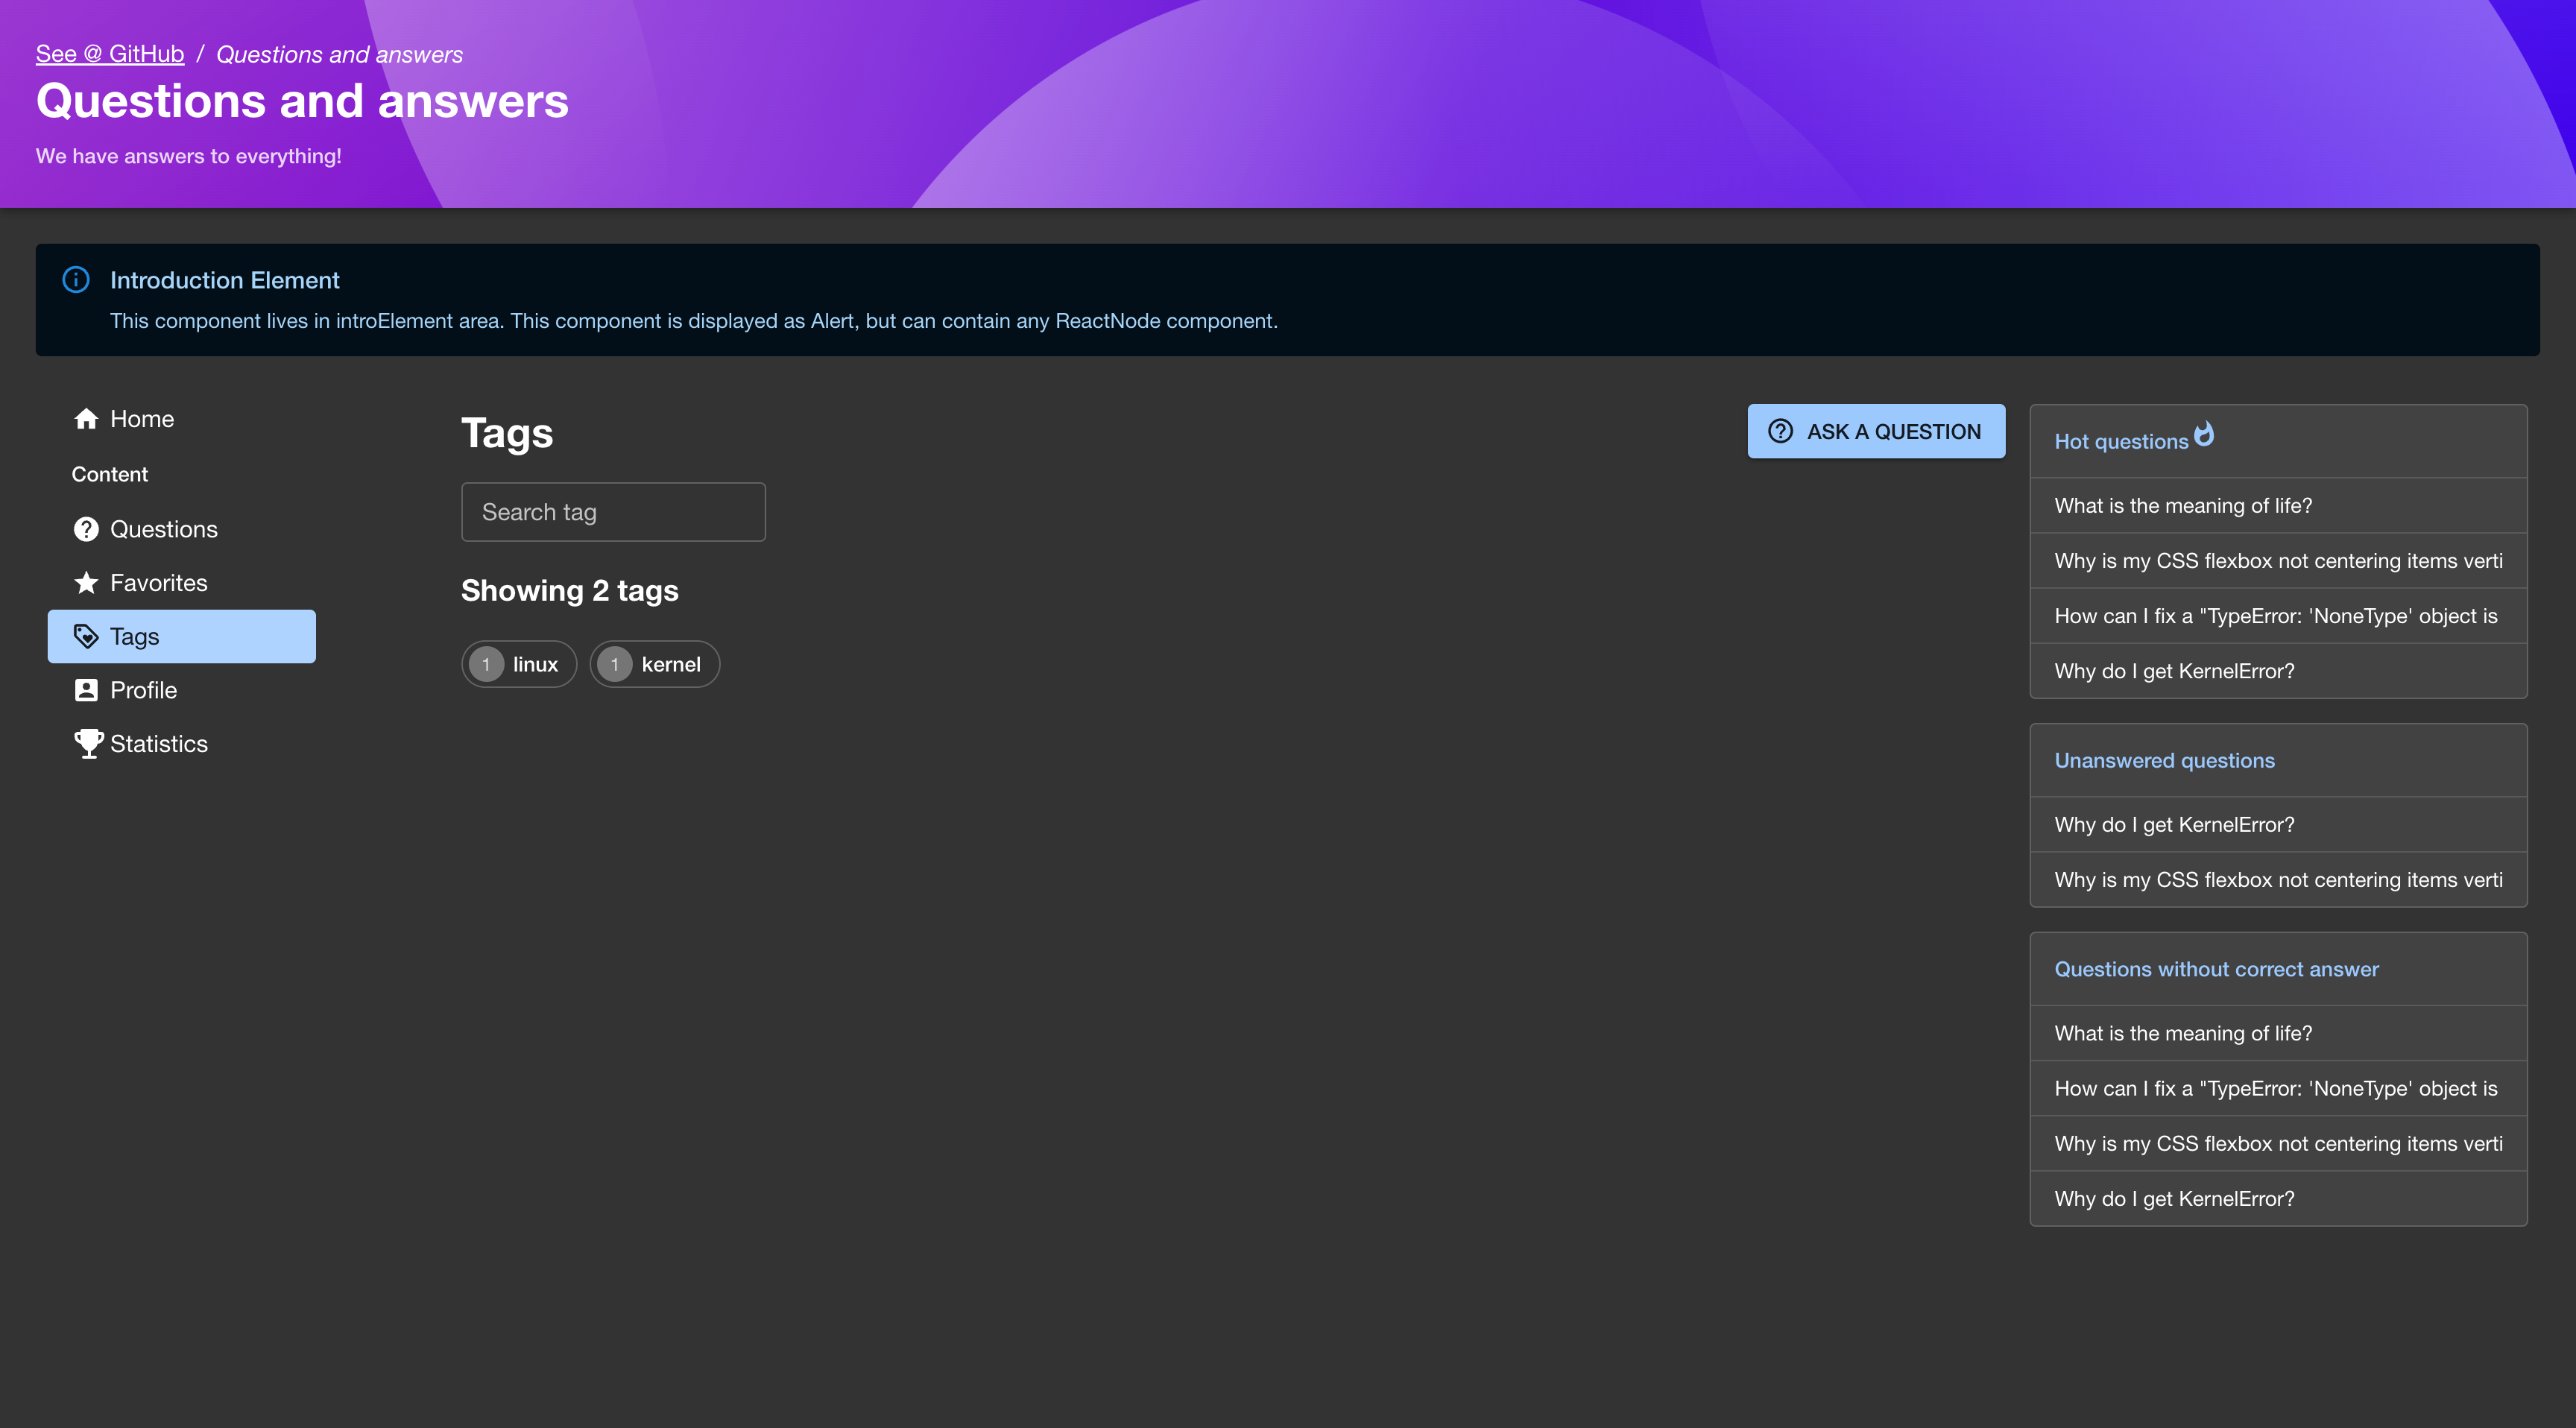 See @ GitHub / Questions and answers
Questions and answers
We have answers to everything!
Introduction Element
This component lives in introElement area. This component is displayed as Alert, but can contain any ReactNode component.
Home
Content
Questions
Favorites
Tags
Profile
Statistics
Tags
ASK A QUESTION
Search tag
Showing 2 tags
1 linux 1 kernel
Hot questions
What is the meaning of life?
Why is my CSS flexbox not centering items verti
How can I fix a "TypeError: 'NoneType' object is
Why do I get KernelError?
Unanswered questions
Why do I get KernelError?
Why is my CSS flexbox not centering items verti
Questions without correct answer
What is the meaning of life?
How can I fix a "TypeError: 'NoneType' object is
Why is my CSS flexbox not centering items verti
Why do I get KernelError?